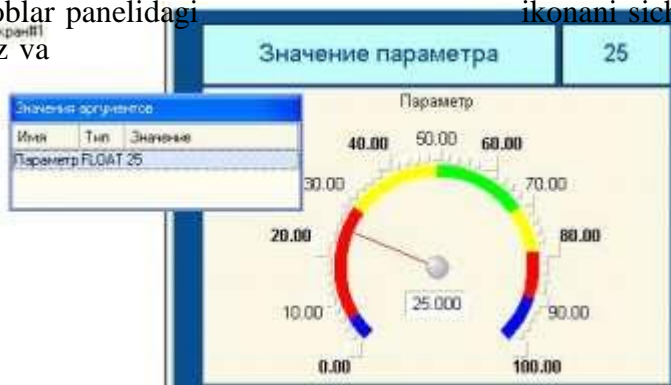 oblar panelidagi ikonani sich
кран#1
z va
Значение параметра 25
Значения аргументов
Имя Тип Значение
Параметр FLOAT 25
Параметр
50.00
40.00 60.00
30.00 70.00
20.00 80.00
25.000
10.00 90.00
0.00 100.00